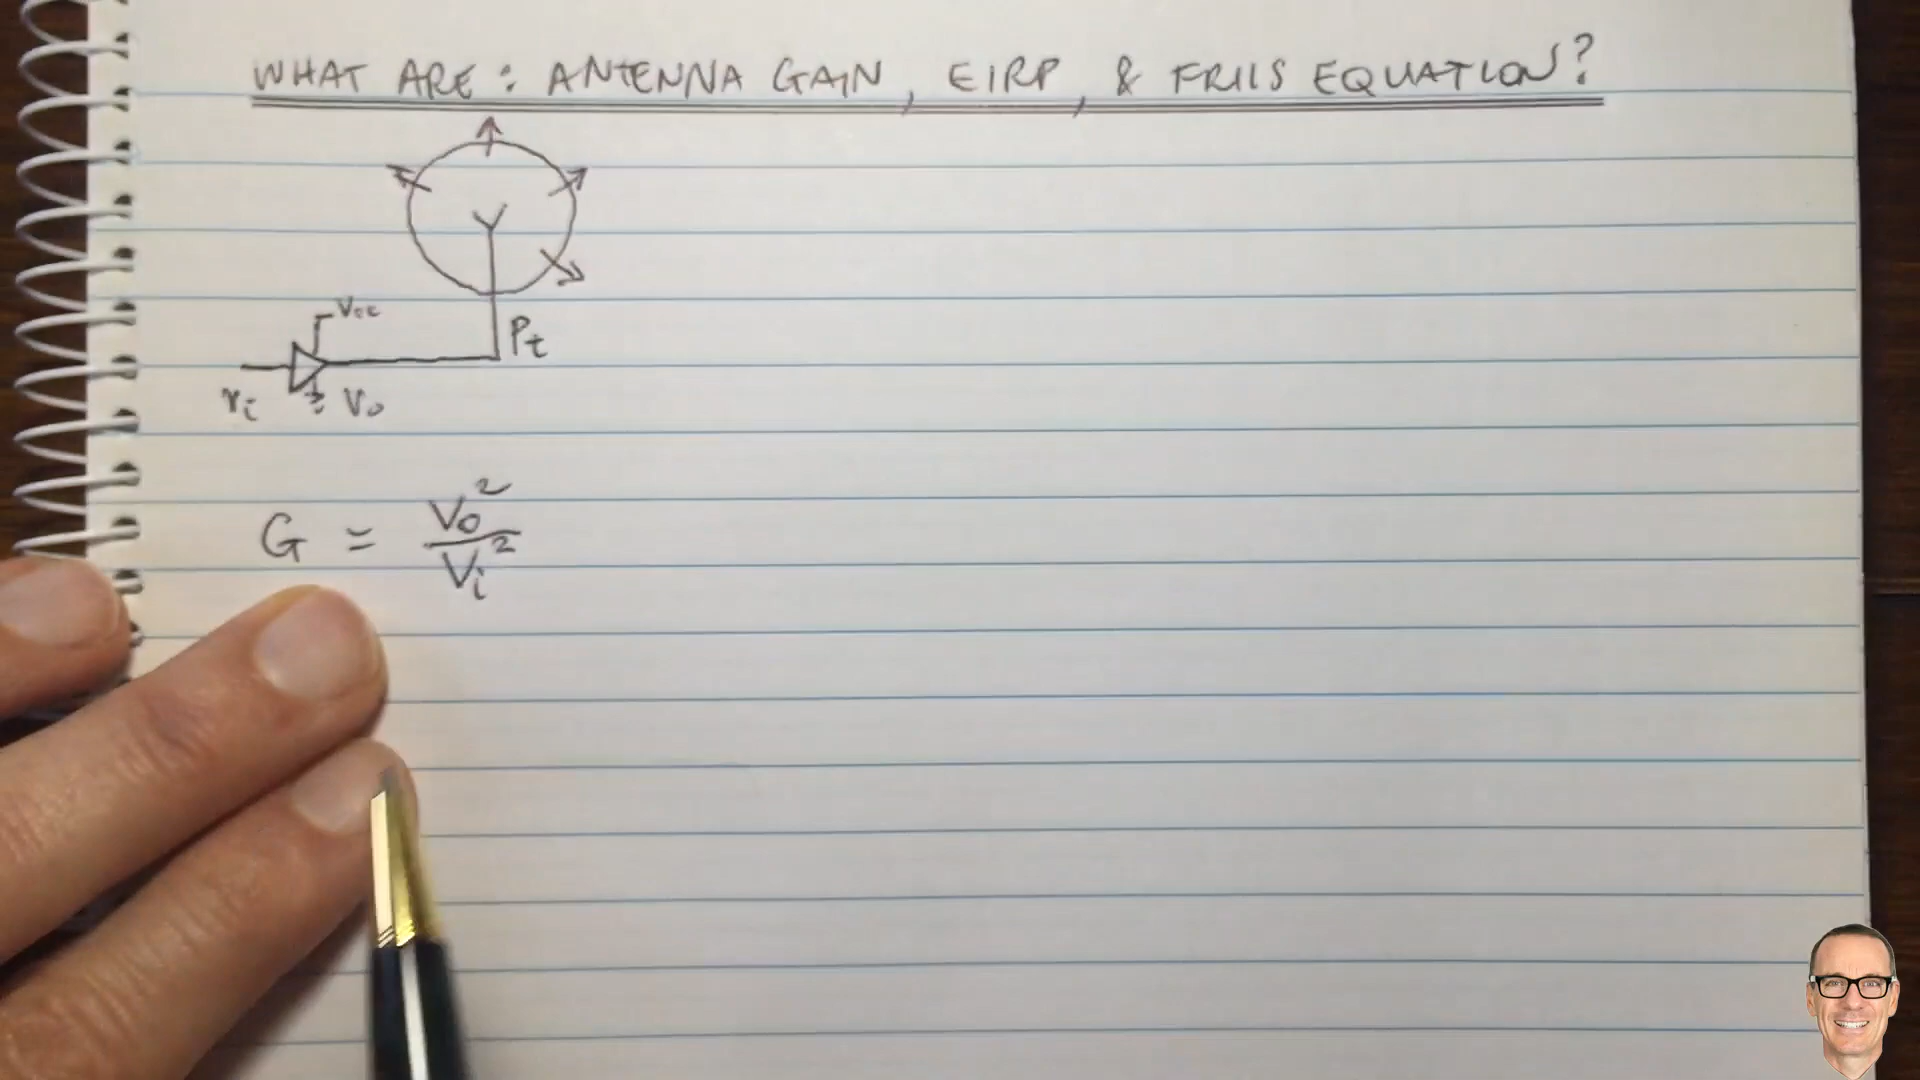 WHAT ARE : ANTENNA GAIN, EIRP, & FRIIS EQUATION?
Vcc
Pt
Vi
Vo
G = Vo²/Vi²